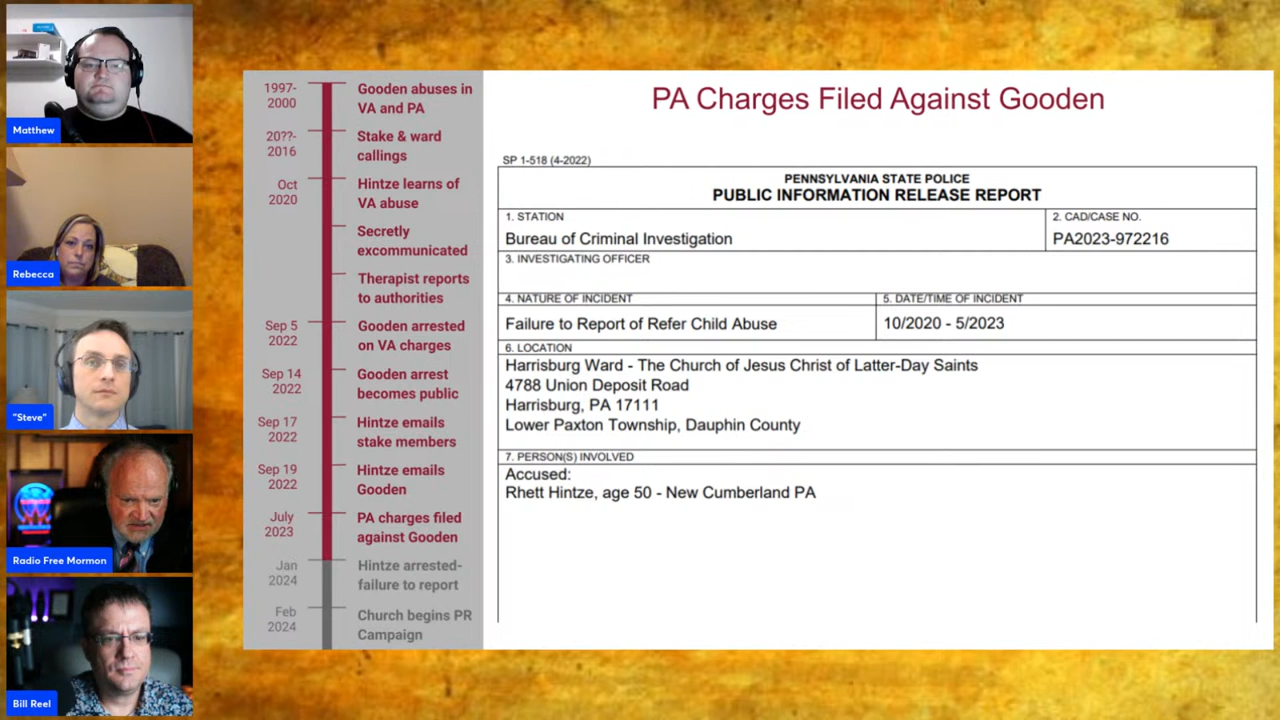 Matthew
Rebecca
"Steve"
Radio Free Mormon
Bill Reel
1997-
2000
Gooden abuses in
VA and PA
20??-
2016
Stake & ward
callings
Oct
2020
Hintze learns of
VA abuse
Secretly
excommunicated
Therapist reports
to authorities
Sep 5
2022
Gooden arrested
on VA charges
Sep 14
2022
Gooden arrest
becomes public
Sep 17
2022
Hintze emails
stake members
Sep 19
2022
Hintze emails
Gooden
July
2023
PA charges filed
against Gooden
Jan
2024
Hintze arrested-
failure to report
Feb
2024
Church begins PR
Campaign
PA Charges Filed Against Gooden
SP 1-518 (4-2022)
PENNSYLVANIA STATE POLICE
PUBLIC INFORMATION RELEASE REPORT
1. STATION
Bureau of Criminal Investigation
2. CAD/CASE NO.
PA2023-972216
3. INVESTIGATING OFFICER
4. NATURE OF INCIDENT
Failure to Report of Refer Child Abuse
5. DATE/TIME OF INCIDENT
10/2020 - 5/2023
6. LOCATION
Harrisburg Ward - The Church of Jesus Christ of Latter-Day Saints
4788 Union Deposit Road
Harrisburg, PA 17111
Lower Paxton Township, Dauphin County
7. PERSON(S) INVOLVED
Accused:
Rhett Hintze, age 50 - New Cumberland PA